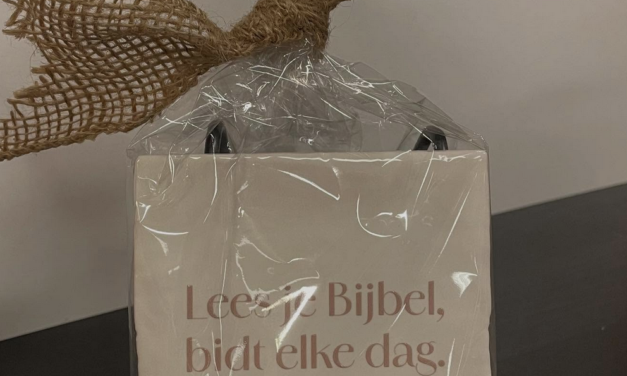 Lees je Bijbel,
bidt elke dag.